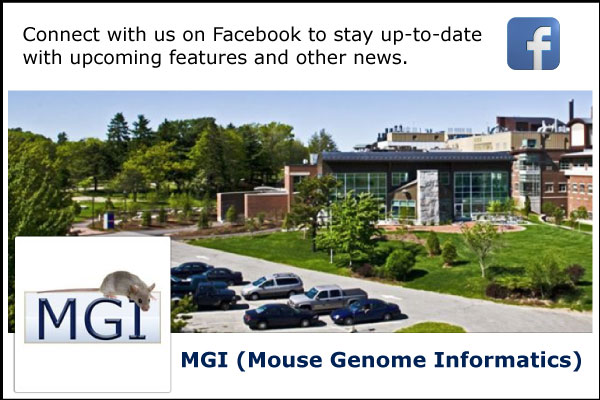 Connect with us on Facebook to stay up-to-date
with upcoming features and other news.
f
MGI
MGI (Mouse Genome Informatics)